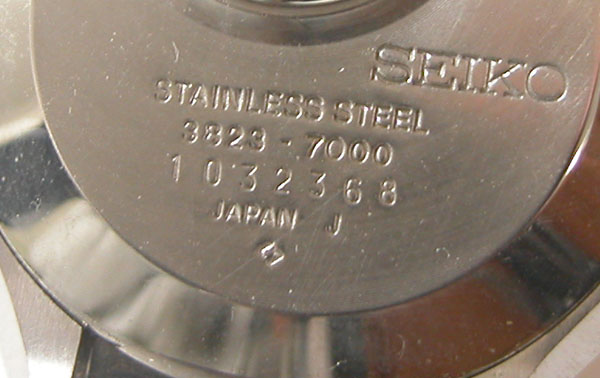 SEIKO
STAINLESS STEEL
3823-7000
1032368
JAPAN J